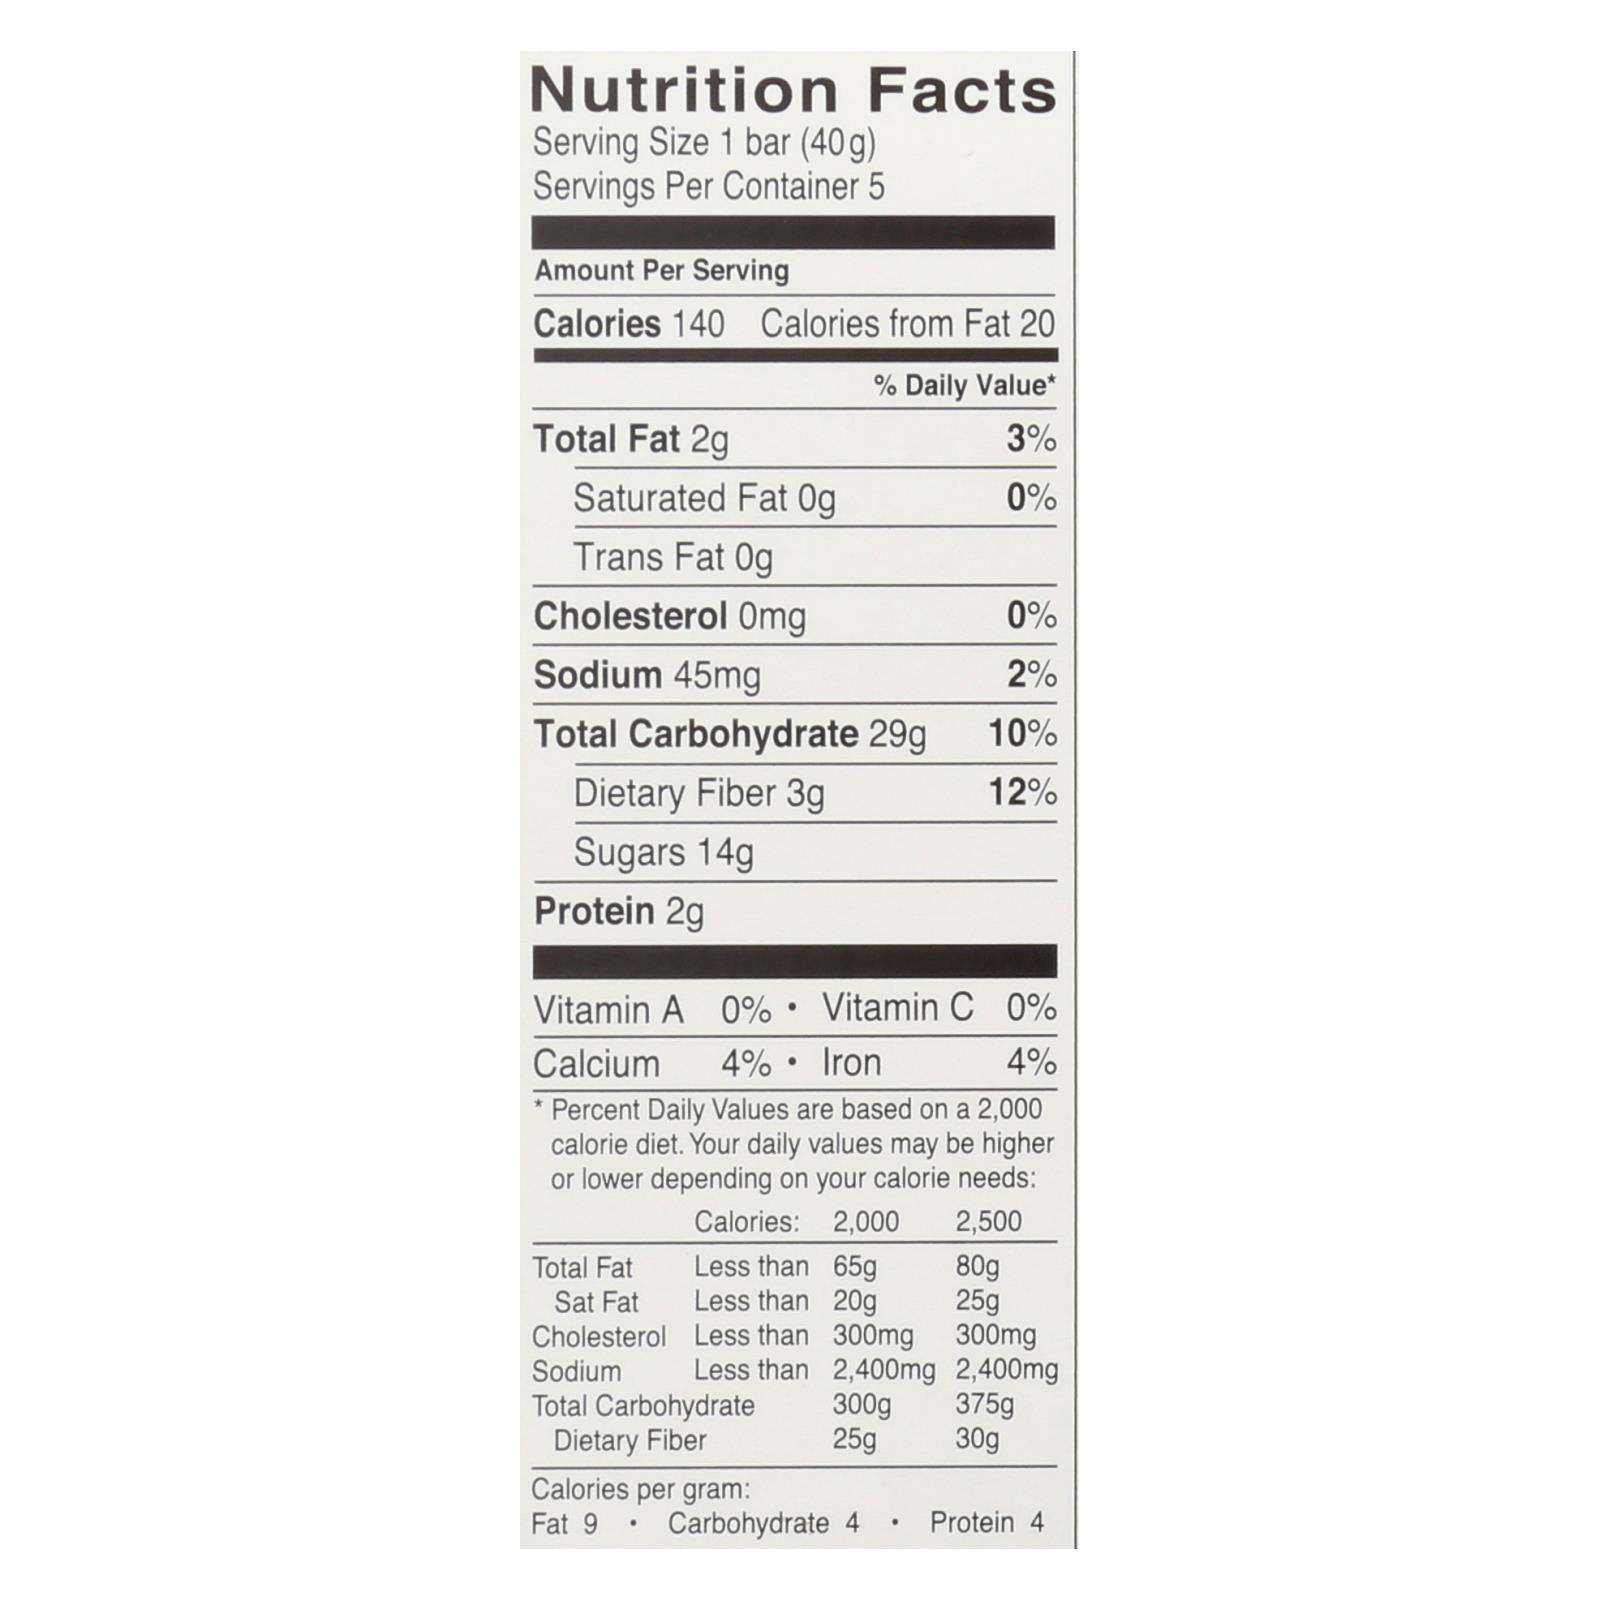 Nutrition Facts
Serving Size 1 bar (40g)
Servings Per Container 5
Amount Per Serving
Calories 140 Calories from Fat 20
% Daily Value*
Total Fat 2g 3%
Saturated Fat 0g 0%
Trans Fat 0g
Cholesterol 0mg 0%
Sodium 45mg 2%
Total Carbohydrate 29g 10%
Dietary Fiber 3g 12%
Sugars 14g
Protein 2g
Vitamin A 0% • Vitamin C 0%
Calcium 4% • Iron 4%
* Percent Daily Values are based on a 2,000
calorie diet. Your daily values may be higher
or lower depending on your calorie needs:
Calories: 2,000 2,500
Total Fat Less than 65g 80g
Sat Fat Less than 20g 25g
Cholesterol Less than 300mg 300mg
Sodium Less than 2,400mg 2,400mg
Total Carbohydrate 300g 375g
Dietary Fiber 25g 30g
Calories per gram:
Fat 9 • Carbohydrate 4 • Protein 4